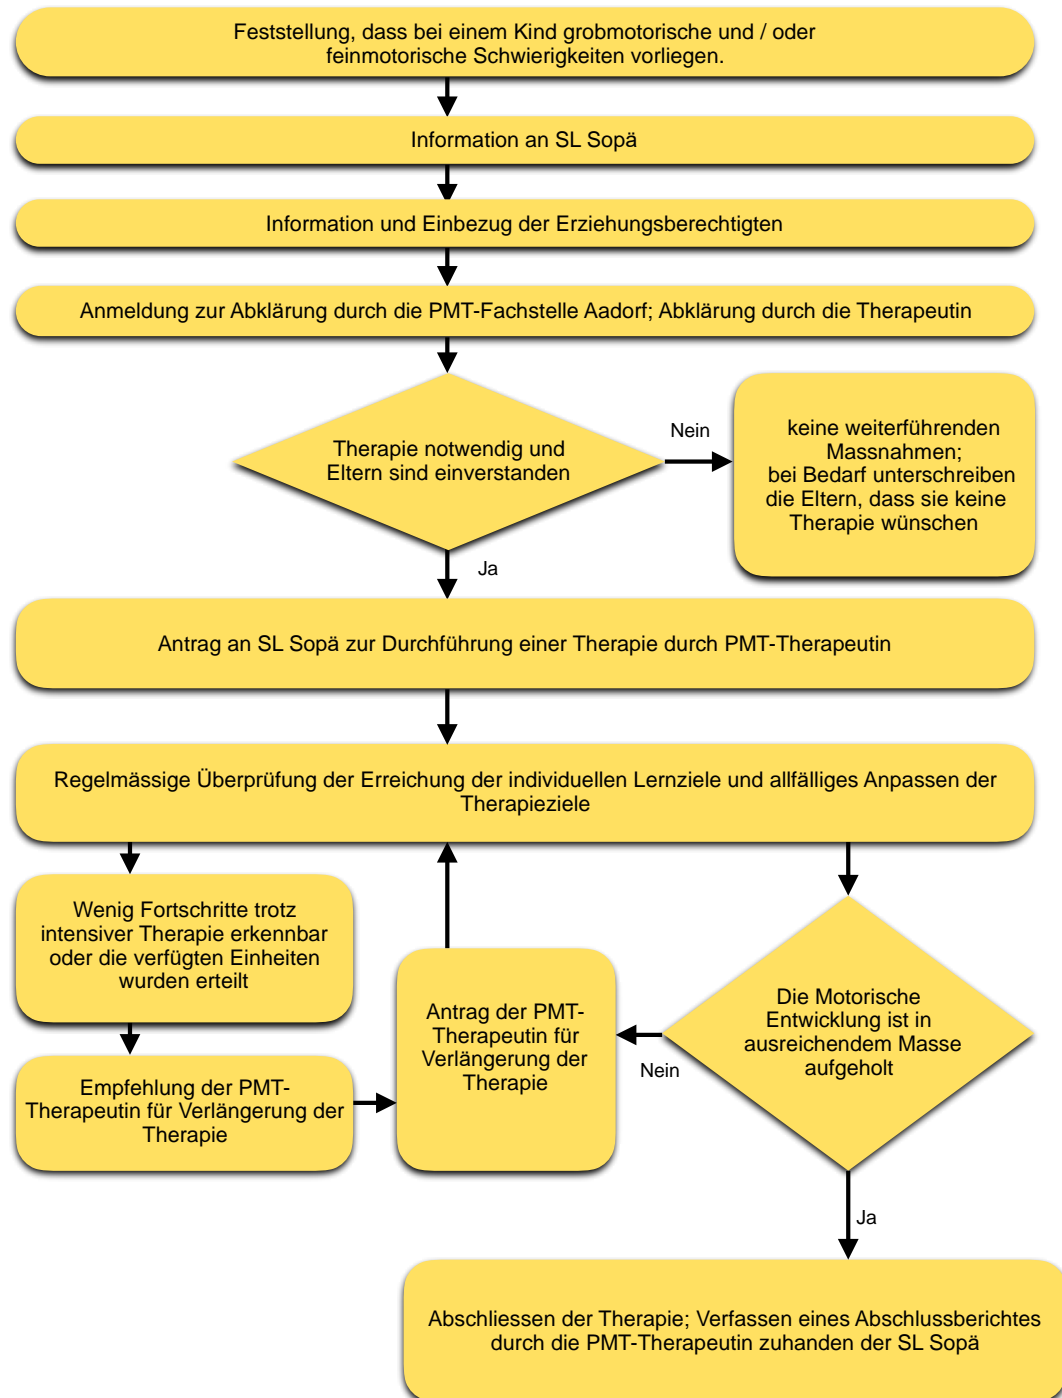 Feststellung, dass bei einem Kind grobmotorische und / oder
feinmotorische Schwierigkeiten vorliegen.
Information an SL Sopä
Information und Einbezug der Erziehungsberechtigten
Anmeldung zur Abklärung durch die PMT-Fachstelle Aadorf; Abklärung durch die Therapeutin
Therapie notwendig und
Eltern sind einverstanden
Nein
keine weiterführenden
Massnahmen;
bei Bedarf unterschreiben
die Eltern, dass sie keine
Therapie wünschen
Ja
Antrag an SL Sopä zur Durchführung einer Therapie durch PMT-Therapeutin
Regelmässige Überprüfung der Erreichung der individuellen Lernziele und allfälliges Anpassen der
Therapieziele
Wenig Fortschritte trotz
intensiver Therapie erkennbar
oder die verfügten Einheiten
wurden erteilt
Empfehlung der PMT-
Therapeutin für Verlängerung der
Therapie
Antrag der PMT-
Therapeutin für
Verlängerung der
Therapie
Nein
Die Motorische
Entwicklung ist in
ausreichendem Masse
aufgeholt
Ja
Abschliessen der Therapie; Verfassen eines Abschlussberichtes
durch die PMT-Therapeutin zuhanden der SL Sopä